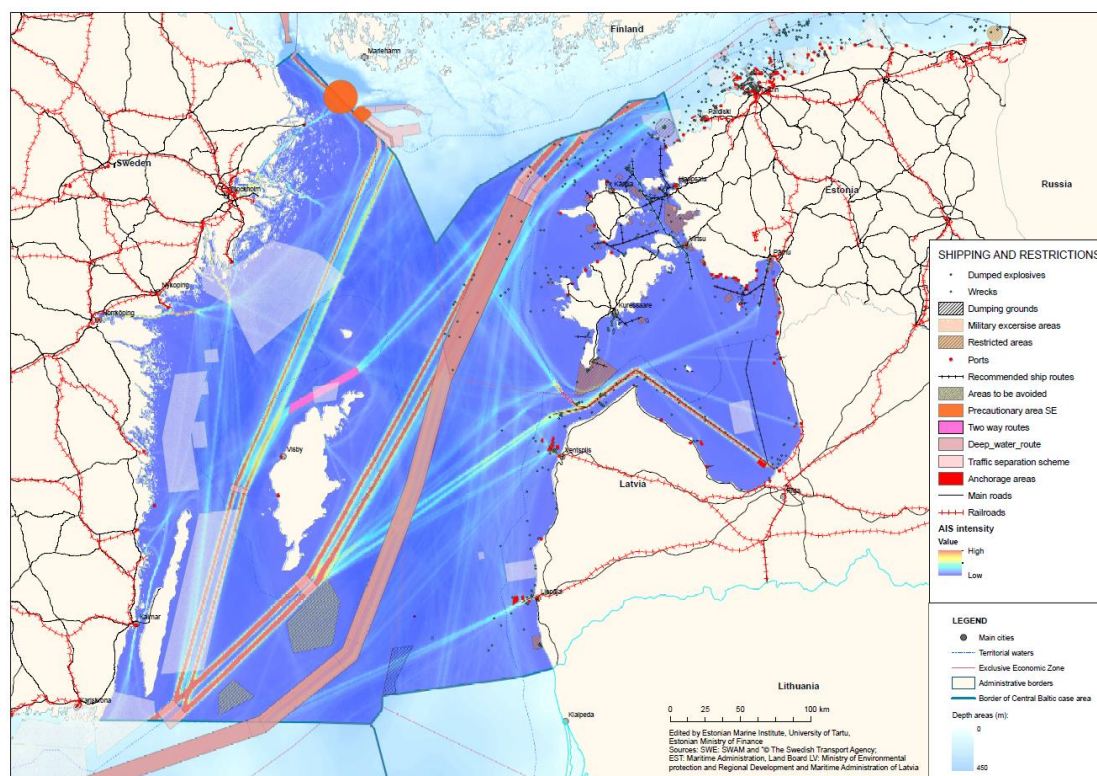 Finland
Mariehamn
Paldiski
Sweden
Stockholm
Kärdla
Haapsalu
Estonia
Russia
Virtsu
Pärnu
Nyköping
Norrköping
Kuressaare
Visby
Ventspils
Latvia
Riga
Liepaja
Kalmar
Karlskrona
Lithuania
Klaipeda
SHIPPING AND RESTRICTIONS
Dumped explosives
Wrecks
Dumping grounds
Military excersise areas
Restricted areas
Ports
Recommended ship routes
Areas to be avoided
Precautionary area SE
Two way routes
Deep_water_route
Traffic separation scheme
Anchorage areas
Main roads
Railroads
AIS intensity
Value
High
Low
LEGEND
Main cities
Territorial waters
Exclusive Economic Zone
Administrative borders
Border of Central Baltic case area
Depth areas (m):
0
450
0 20 40 60 80 100 km
Edited by Estonian Marine Institute, University of Tartu,
Estonian Ministry of Finance
Sources: SWE: SWAM and "© The Swedish Transport Agency;
EST: Maritime Administration, Land Board LV: Ministry of Environmental
protection and Regional Development and Maritime Administration of Latvia